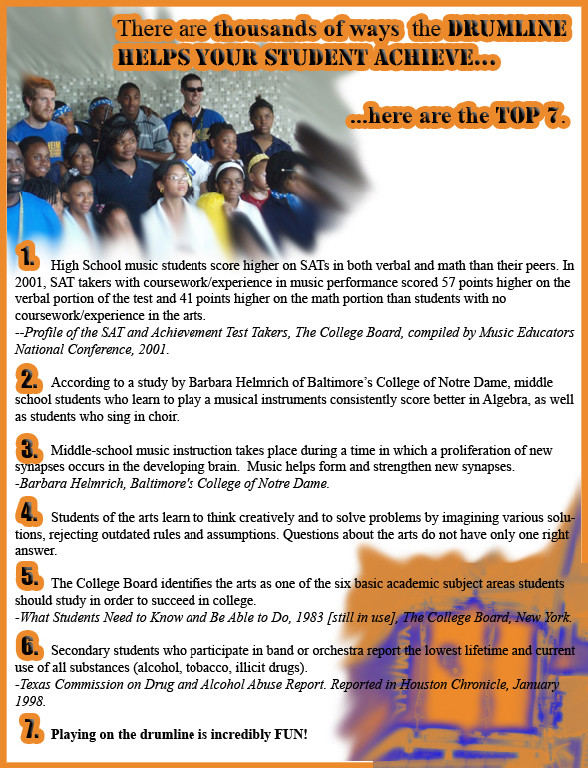 There are thousands of ways the DRUMLINE
HELPS YOUR STUDENT ACHIEVE...
...here are the TOP 7.
1. High School music students score higher on SATs in both verbal and math than their peers. In
2001, SAT takers with coursework/experience in music performance scored 57 points higher on the
verbal portion of the test and 41 points higher on the math portion than students with no
coursework/experience in the arts.
--Profile of the SAT and Achievement Test Takers, The College Board, compiled by Music Educators
National Conference, 2001.
2. According to a study by Barbara Helmrich of Baltimore's College of Notre Dame, middle
school students who learn to play a musical instruments consistently score better in Algebra, as well
as students who sing in choir.
3. Middle-school music instruction takes place during a time in which a proliferation of new
synapses occurs in the developing brain. Music helps form and strengthen new synapses.
-Barbara Helmrich, Baltimore's College of Notre Dame.
4. Students of the arts learn to think creatively and to solve problems by imagining various solu-
tions, rejecting outdated rules and assumptions. Questions about the arts do not have only one right
answer.
5. The College Board identifies the arts as one of the six basic academic subject areas students
should study in order to succeed in college.
-What Students Need to Know and Be Able to Do, 1983 [still in use], The College Board, New York.
6. Secondary students who participate in band or orchestra report the lowest lifetime and current
use of all substances (alcohol, tobacco, illicit drugs).
-Texas Commission on Drug and Alcohol Abuse Report. Reported in Houston Chronicle, January
1998.
7. Playing on the drumline is incredibly FUN!